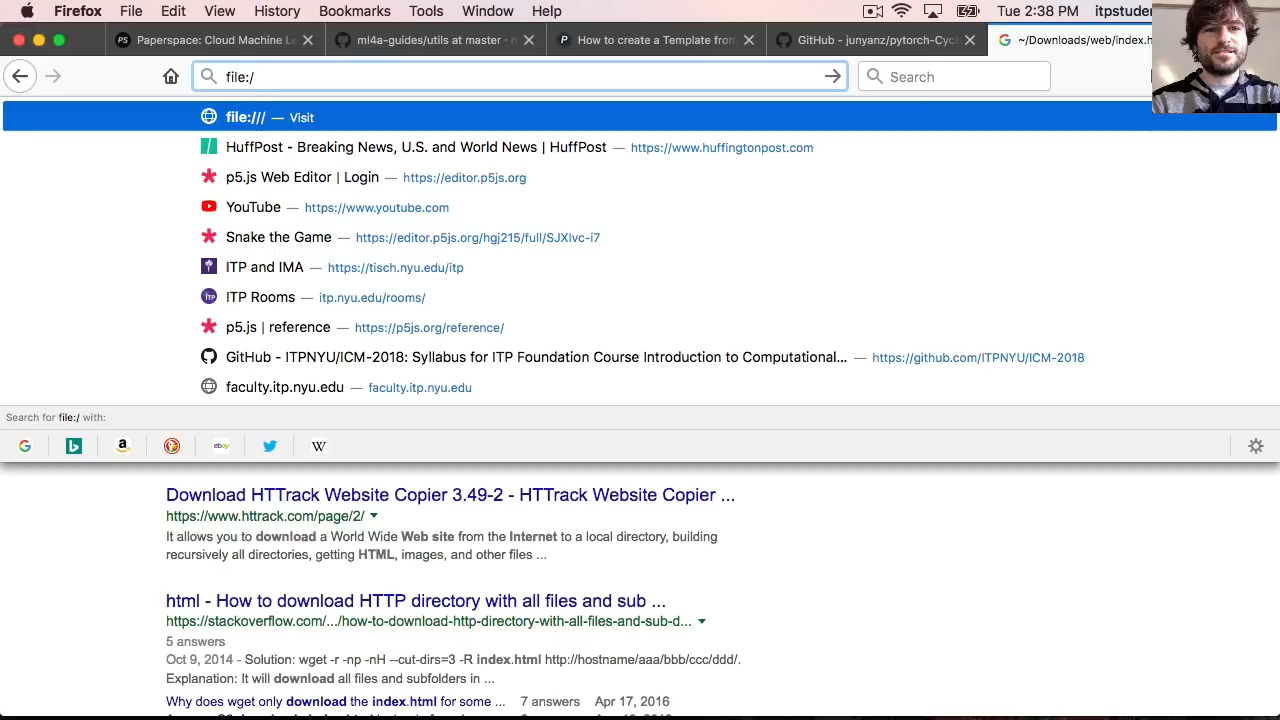 Firefox File Edit View History Bookmarks Tools Window Help Tue 2:38 PM itpstuden
Paperspace: Cloud Machine Le ml4a-guides/utils at master · m How to create a Template from GitHub - junyanz/pytorch-Cyc ~/Downloads/web/index.h
file:/ Search
file:/// — Visit
HuffPost - Breaking News, U.S. and World News | HuffPost — https://www.huffingtonpost.com
p5.js Web Editor | Login — https://editor.p5js.org
YouTube — https://www.youtube.com
Snake the Game — https://editor.p5js.org/hgj215/full/SJXlvc-i7
ITP and IMA — https://tisch.nyu.edu/itp
ITP Rooms — itp.nyu.edu/rooms/
p5.js | reference — https://p5js.org/reference/
GitHub - ITPNYU/ICM-2018: Syllabus for ITP Foundation Course Introduction to Computational... — https://github.com/ITPNYU/ICM-2018
faculty.itp.nyu.edu — faculty.itp.nyu.edu
Search for file:/ with:
Download HTTrack Website Copier 3.49-2 - HTTrack Website Copier ...
https://www.httrack.com/page/2/
It allows you to download a World Wide Web site from the Internet to a local directory, building
recursively all directories, getting HTML, images, and other files ...
html - How to download HTTP directory with all files and sub ...
https://stackoverflow.com/.../how-to-download-http-directory-with-all-files-and-sub-d...
5 answers
Oct 9, 2014 - Solution: wget -r -np -nH --cut-dirs=3 -R index.html http://hostname/aaa/bbb/ccc/ddd/.
Explanation: It will download all files and subfolders in ...
Why does wget only download the index.html for some ... 7 answers Apr 17, 2016